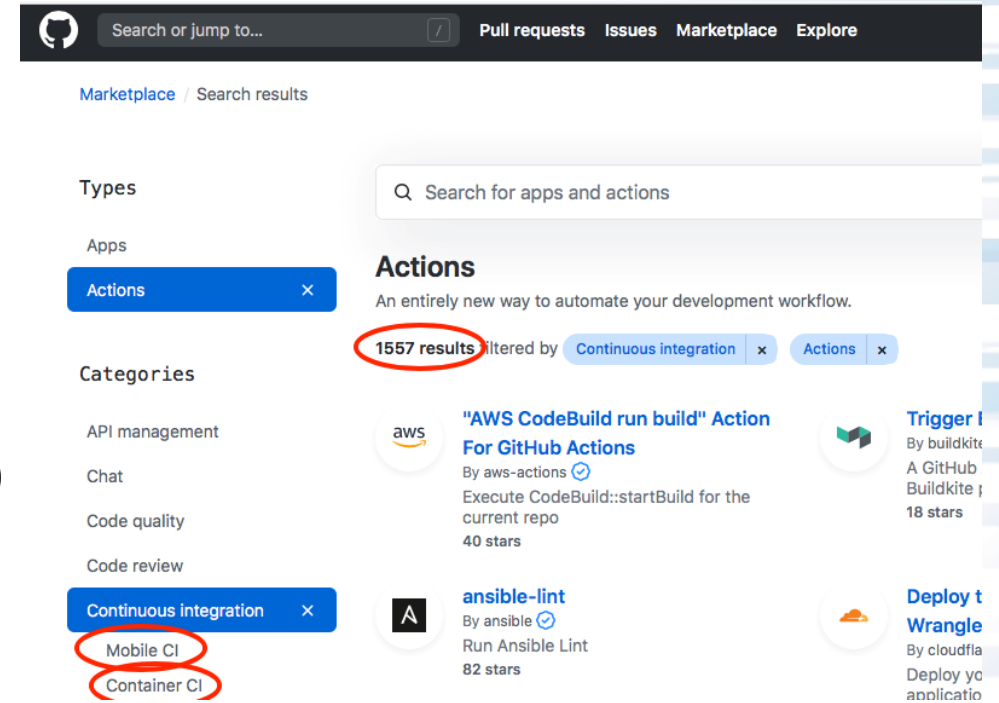 Search or jump to... / Pull requests Issues Marketplace Explore
Marketplace / Search results
Types
Apps
Actions ×
Categories
API management
Chat
Code quality
Code review
Continuous integration ×
Mobile CI
Container CI
Search for apps and actions
Actions
An entirely new way to automate your development workflow.
1557 results filtered by Continuous integration × Actions ×
aws
"AWS CodeBuild run build" Action
For GitHub Actions
By aws-actions
Execute CodeBuild::startBuild for the
current repo
40 stars
ansible-lint
By ansible
Run Ansible Lint
82 stars
Trigger
By buildkite
A GitHub
Buildkite
18 stars
Deploy
By
Deploy